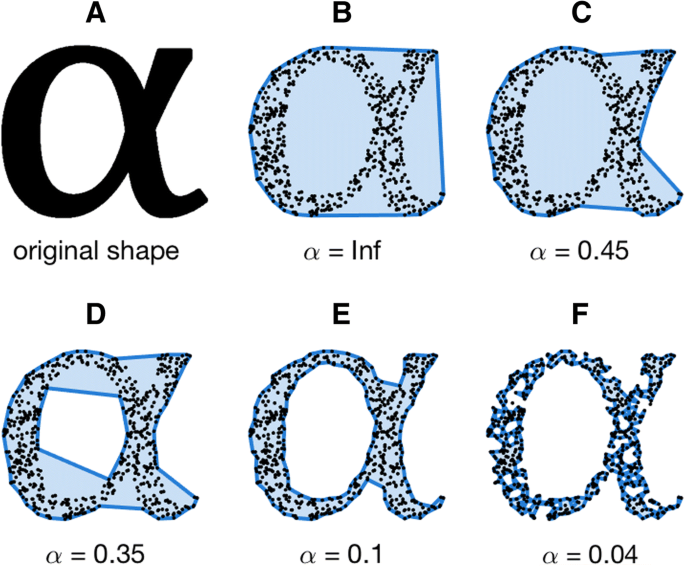 A
B
C
α
original shape
α = Inf
α = 0.45
D
E
F
α = 0.35
α = 0.1
α = 0.04